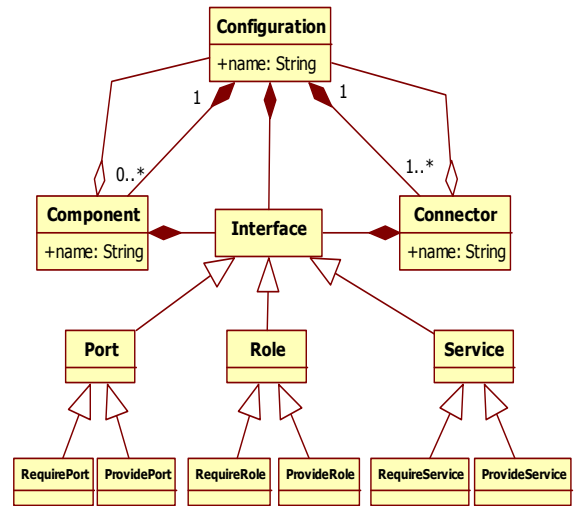 Configuration
+name: String
1
1
0..*
1..*
Component
+name: String
Interface
Connector
+name: String
Port
Role
Service
RequirePort
ProvidePort
RequireRole
ProvideRole
RequireService
ProvideService